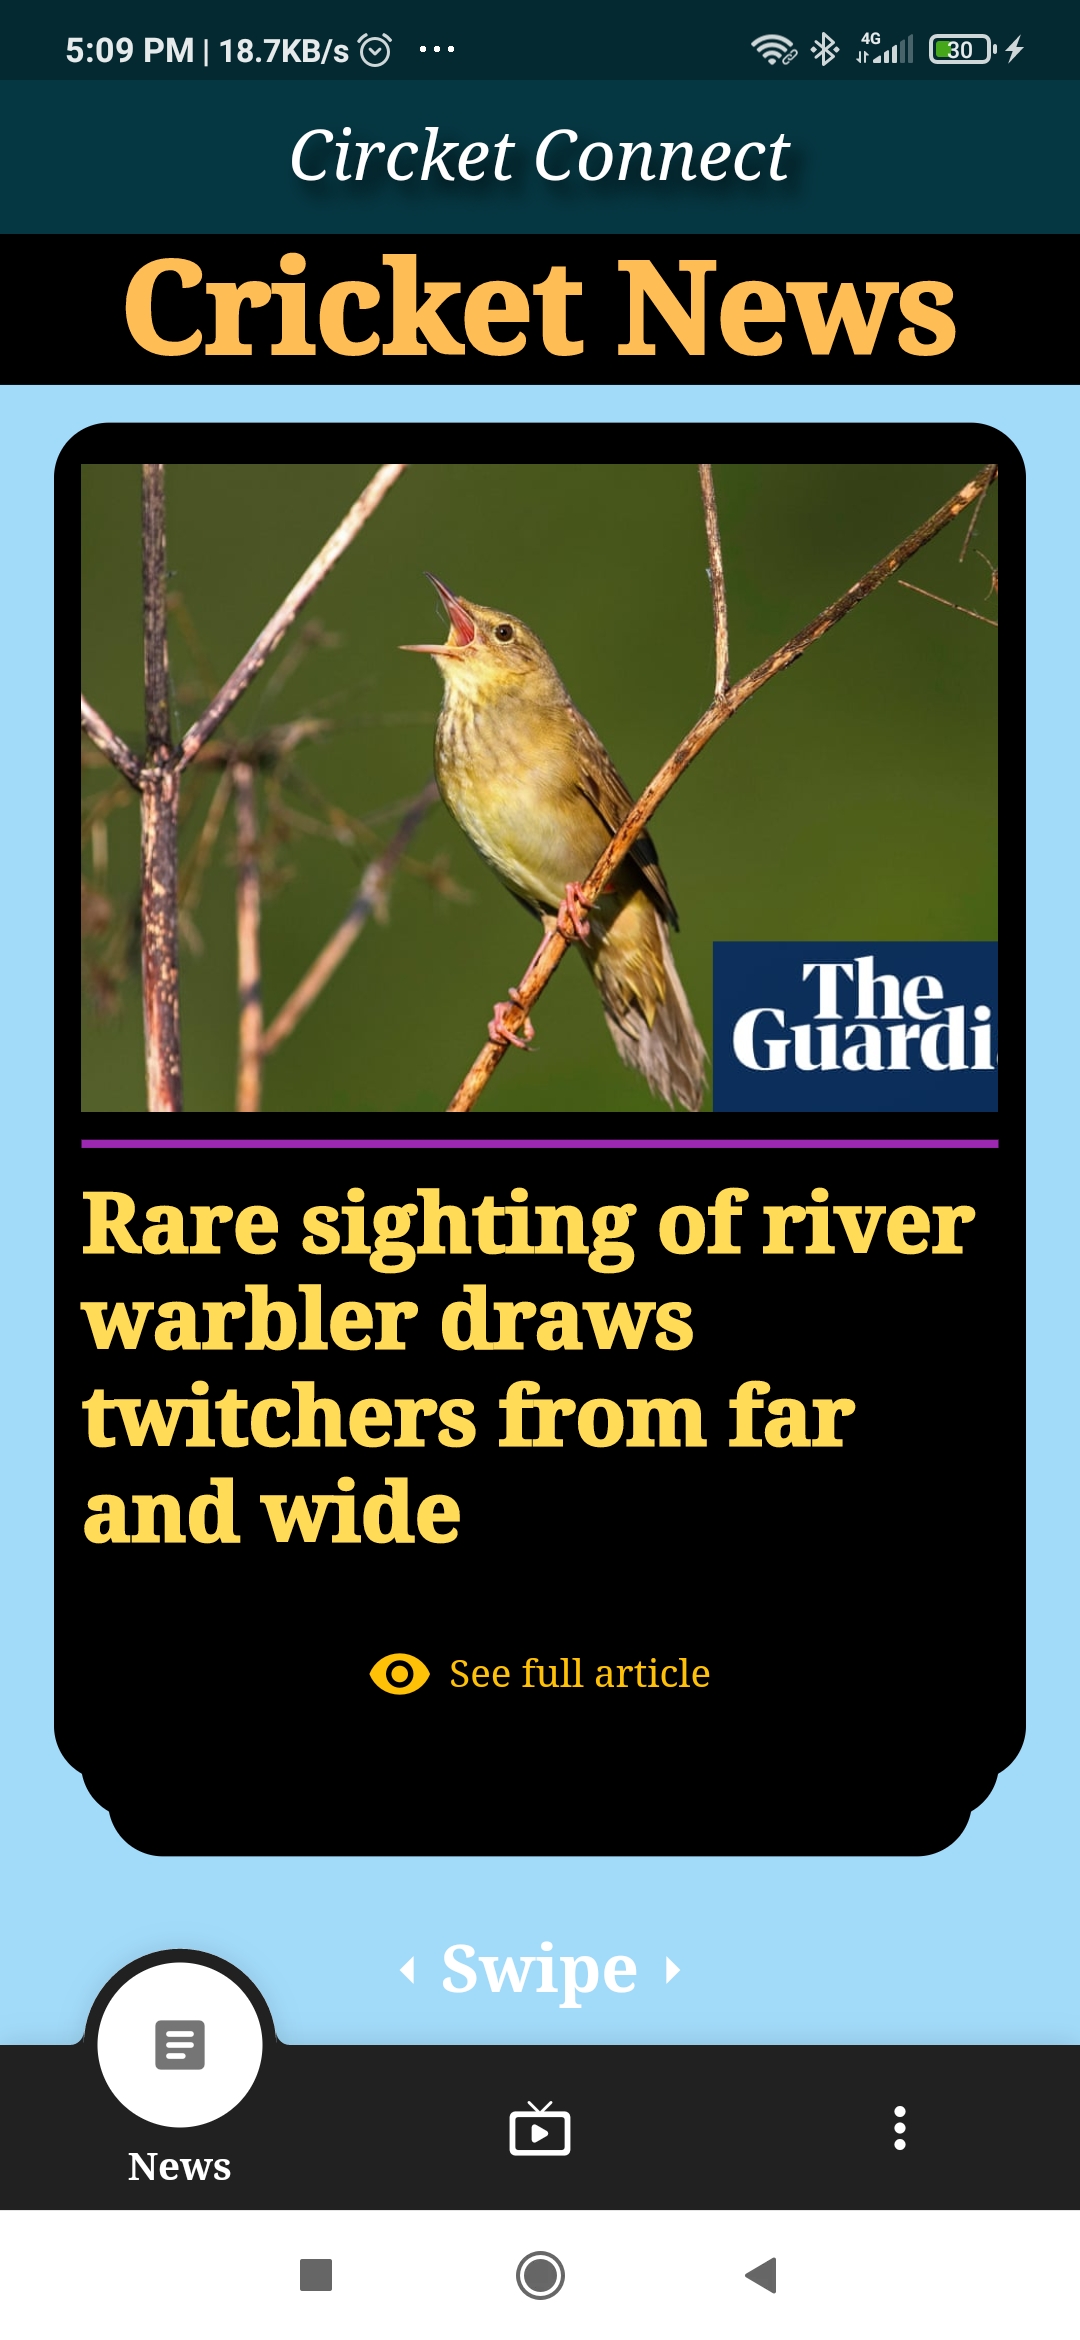 5:09 PM | 18.7KB/s ... 4G 30
Circket Connect
Cricket News
The
Guardi
Rare sighting of river
warbler draws
twitchers from far
and wide
See full article
Swipe
News